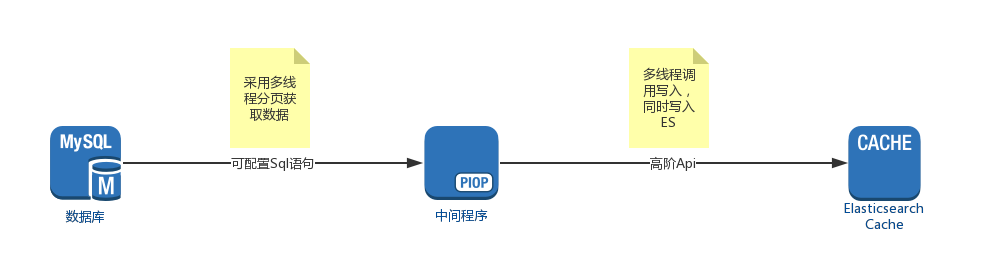 采用多线
程分页获
取数据
多线程调
用写入，
同时写入
ES
MySQL
M
可配置Sql语句
PIOP
高阶Api
CACHE
数据库
中间程序
Elasticsearch
Cache